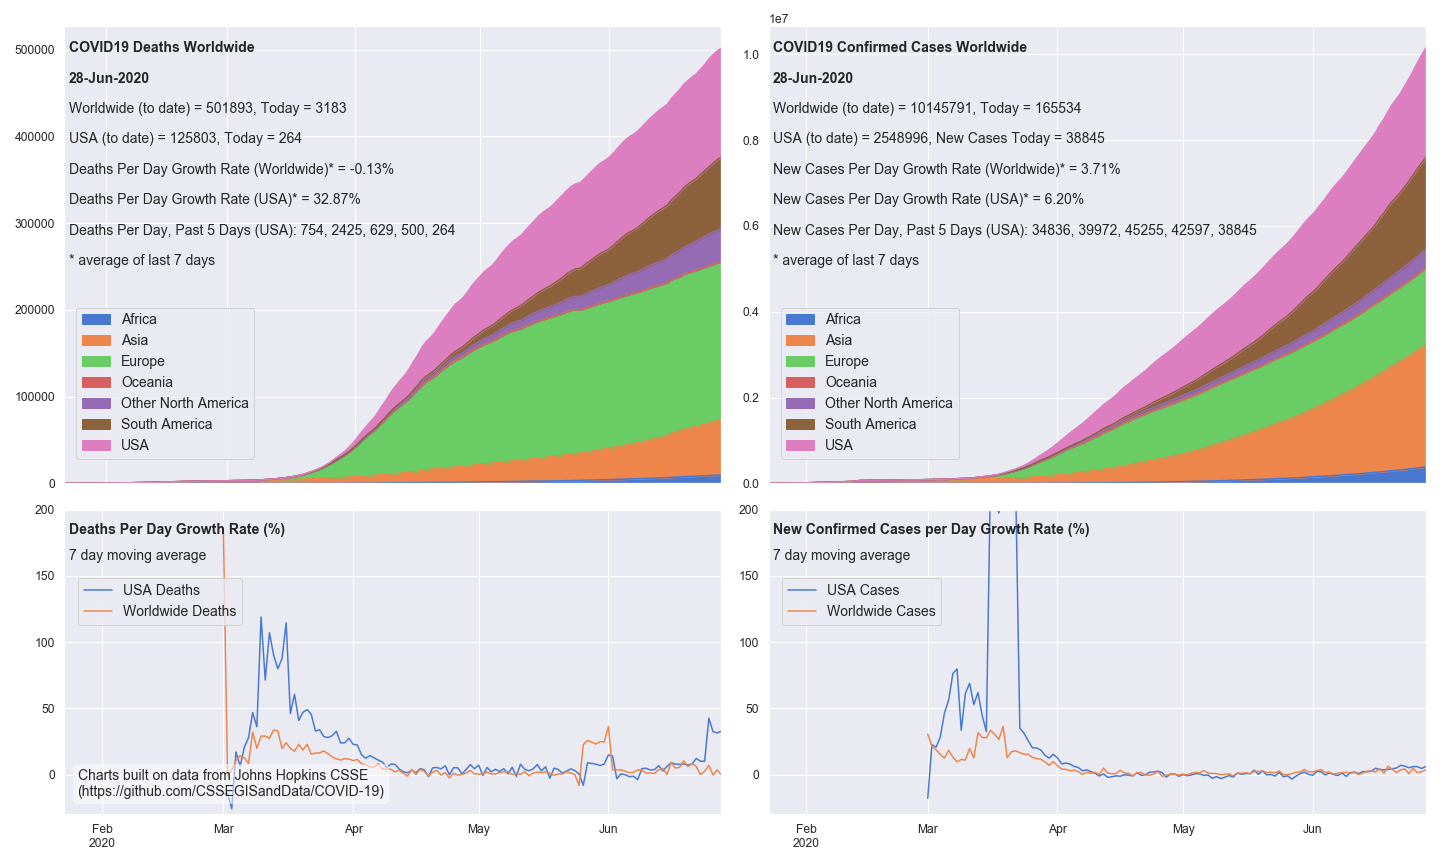 COVID19 Deaths Worldwide
28-Jun-2020
Worldwide (to date) = 501893, Today = 3183
USA (to date) = 125803, Today = 264
Deaths Per Day Growth Rate (Worldwide)* = -0.13%
Deaths Per Day Growth Rate (USA)* = 32.87%
Deaths Per Day, Past 5 Days (USA): 754, 2425, 629, 500, 264
* average of last 7 days
500000
400000
300000
200000
100000
0
Africa
Asia
Europe
Oceania
Other North America
South America
USA
1e7
COVID19 Confirmed Cases Worldwide
28-Jun-2020
Worldwide (to date) = 10145791, Today = 165534
USA (to date) = 2548996, New Cases Today = 38845
New Cases Per Day Growth Rate (Worldwide)* = 3.71%
New Cases Per Day Growth Rate (USA)* = 6.20%
New Cases Per Day, Past 5 Days (USA): 34836, 39972, 45255, 42597, 38845
* average of last 7 days
1.0
0.8
0.6
0.4
0.2
0.0
Africa
Asia
Europe
Oceania
Other North America
South America
USA
Deaths Per Day Growth Rate (%)
7 day moving average
USA Deaths
Worldwide Deaths
200
150
100
50
0
Charts built on data from Johns Hopkins CSSE
(https://github.com/CSSEGISandData/COVID-19)
Feb Mar Apr May Jun
2020
New Confirmed Cases per Day Growth Rate (%)
7 day moving average
USA Cases
Worldwide Cases
200
150
100
50
0
Feb Mar Apr May Jun
2020